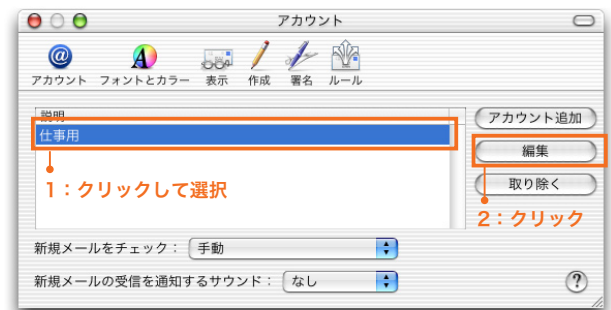 アカウント
アカウント フォントとカラー 表示 作成 署名 ルール
説明
仕事用
アカウント追加
編集
取り除く
1：クリックして選択
2：クリック
新規メールをチェック： 手動
新規メールの受信を通知するサウンド： なし
?